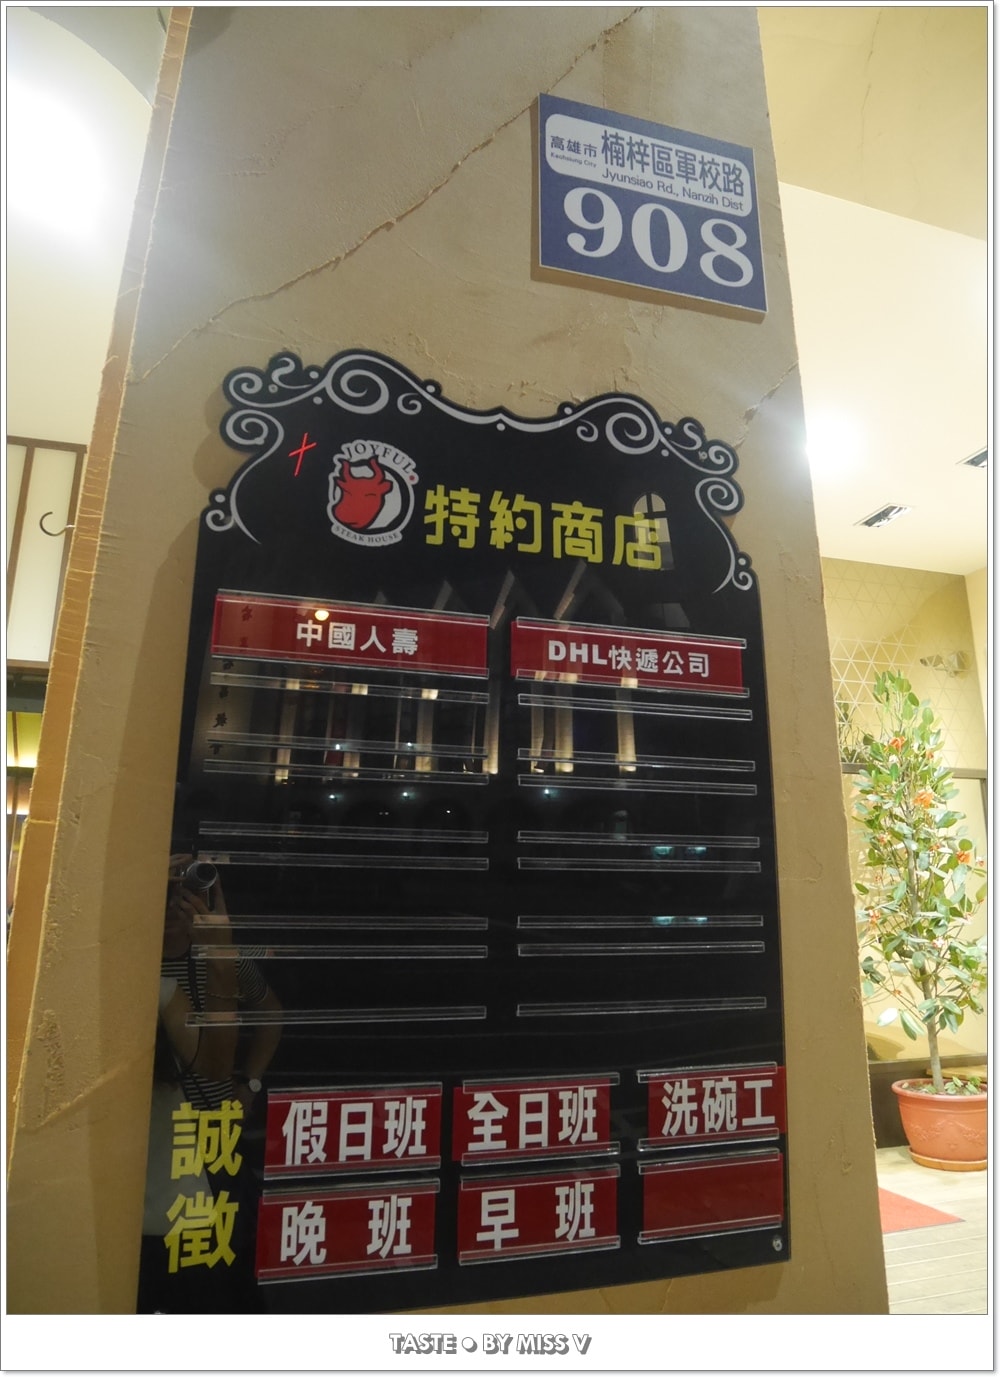 高雄市
Kaohsiung City
楠梓區軍校路
Jyunsiao Rd., Nanzih Dist
908
JOYFUL
STEAK HOUSE
特約商店
中國人壽
DHL快遞公司
誠徵
假日班
全日班
洗碗工
晚班
早班
TASTE ● BY MISS V